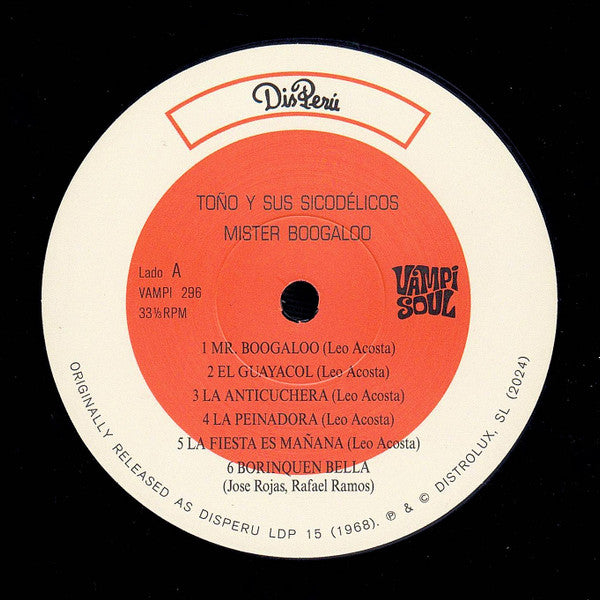 DisPerú
TOÑO Y SUS SICODÉLICOS
MISTER BOOGALOO
Lado A
VAMPI 296
33⅓ RPM
VAMPI
SOUL
1 MR. BOOGALOO (Leo Acosta)
2 EL GUAYACOL (Leo Acosta)
3 LA ANTICUCHERA (Leo Acosta)
4 LA PEINADORA (Leo Acosta)
5 LA FIESTA ES MAÑANA (Leo Acosta)
6 BORINQUEN BELLA
(Jose Rojas, Rafael Ramos)
ORIGINALLY RELEASED AS DISPERU LDP 15 (1968). ℗ & © DISTROLUX, SL (2024)